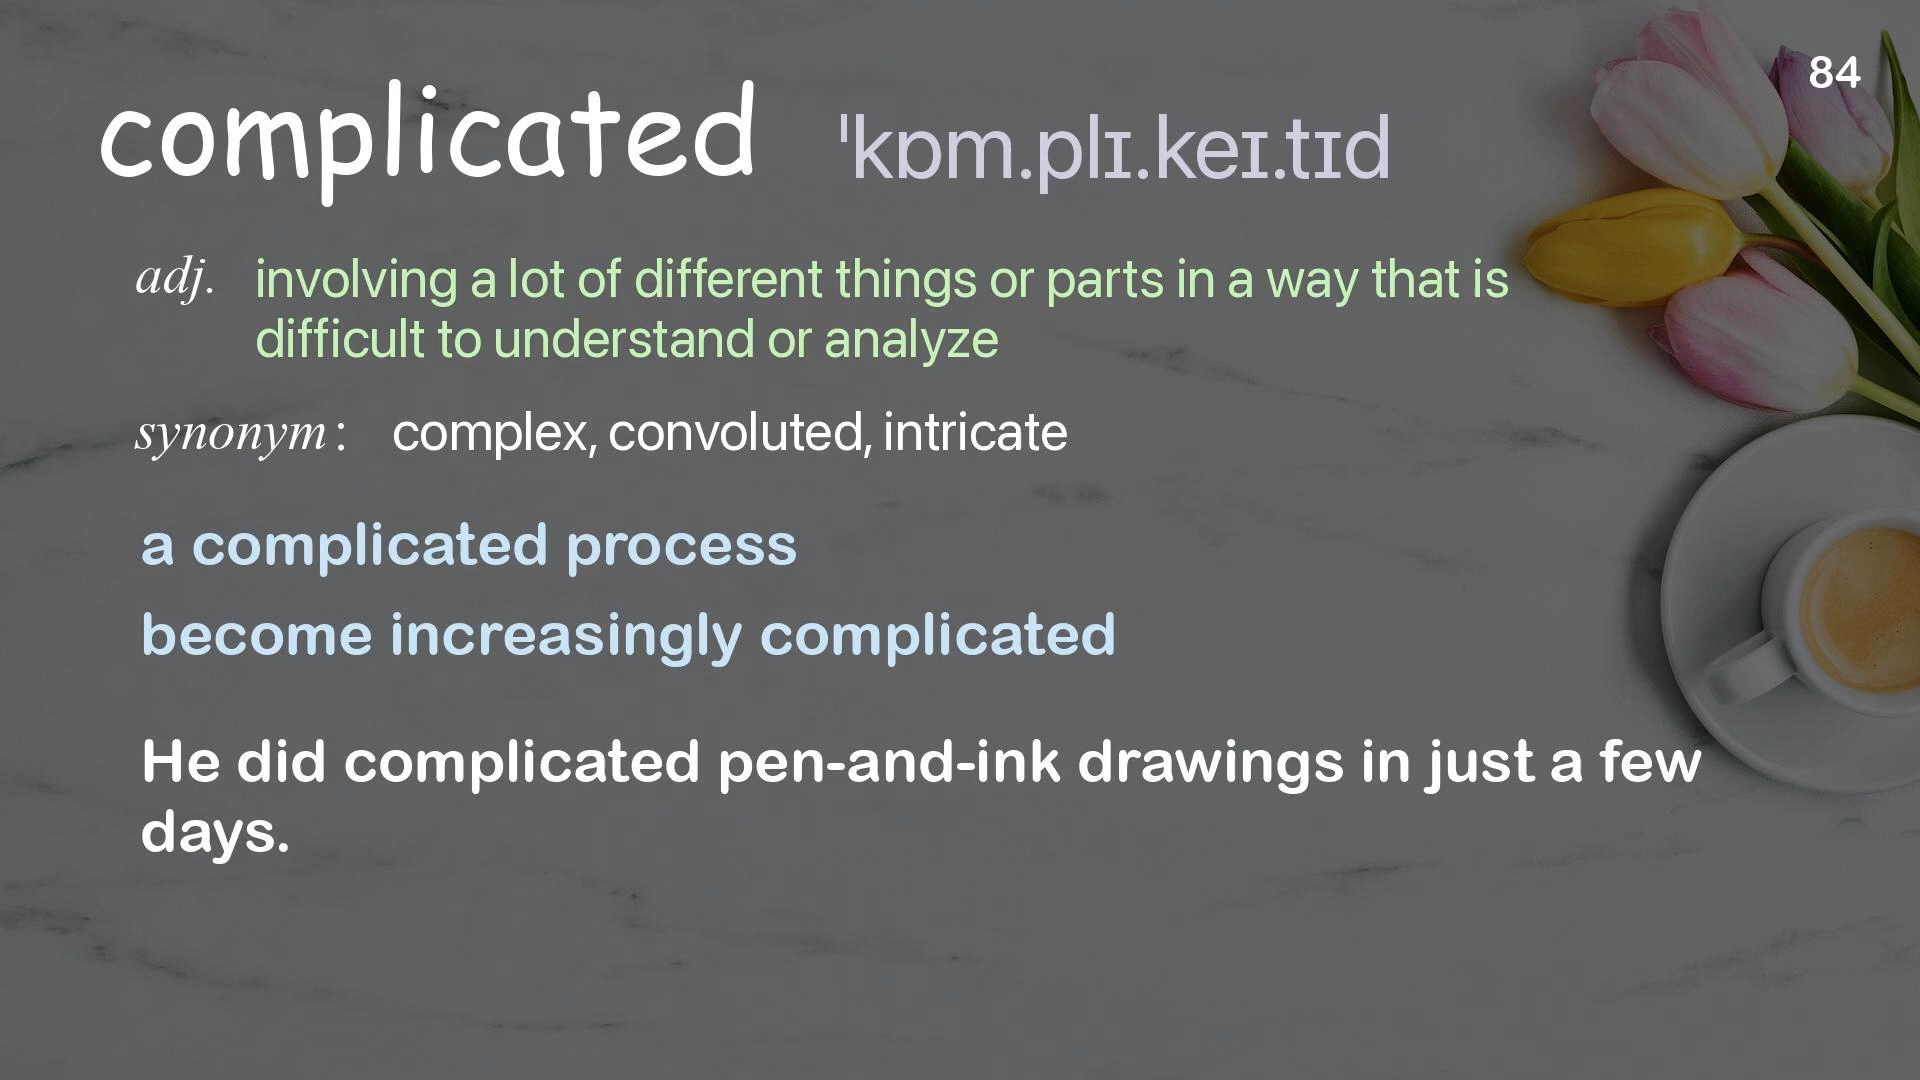 84
complicated ˈkɒm.plɪ.keɪ.tɪd
adj. involving a lot of different things or parts in a way that is
difficult to understand or analyze
synonym : complex, convoluted, intricate
a complicated process
become increasingly complicated
He did complicated pen-and-ink drawings in just a few
days.